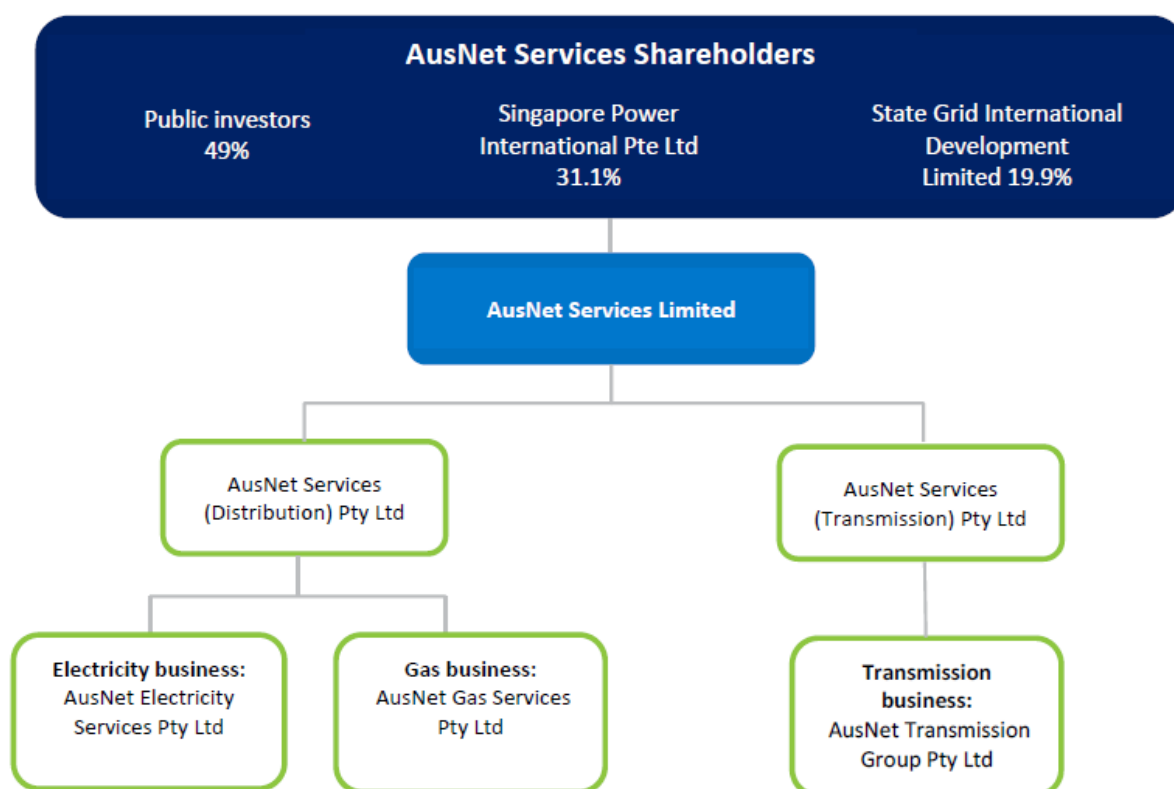 AusNet Services Shareholders
Public investors
49%
Singapore Power
International Pte Ltd
31.1%
State Grid International
Development
Limited 19.9%
AusNet Services Limited
AusNet Services
(Distribution) Pty Ltd
AusNet Services
(Transmission) Pty Ltd
Electricity business:
AusNet Electricity
Services Pty Ltd
Gas business:
AusNet Gas Services
Pty Ltd
Transmission
business:
AusNet Transmission
Group Pty Ltd